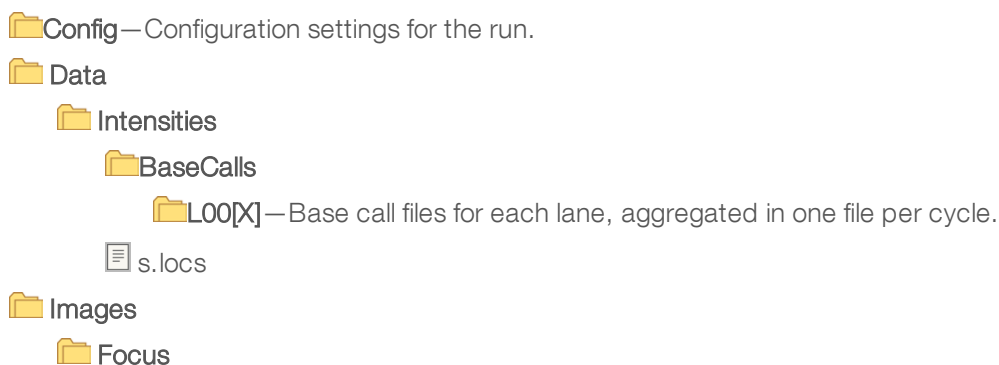 Config—Configuration settings for the run.
Data
Intensities
BaseCalls
L00[X]—Base call files for each lane, aggregated in one file per cycle.
s.locs
Images
Focus